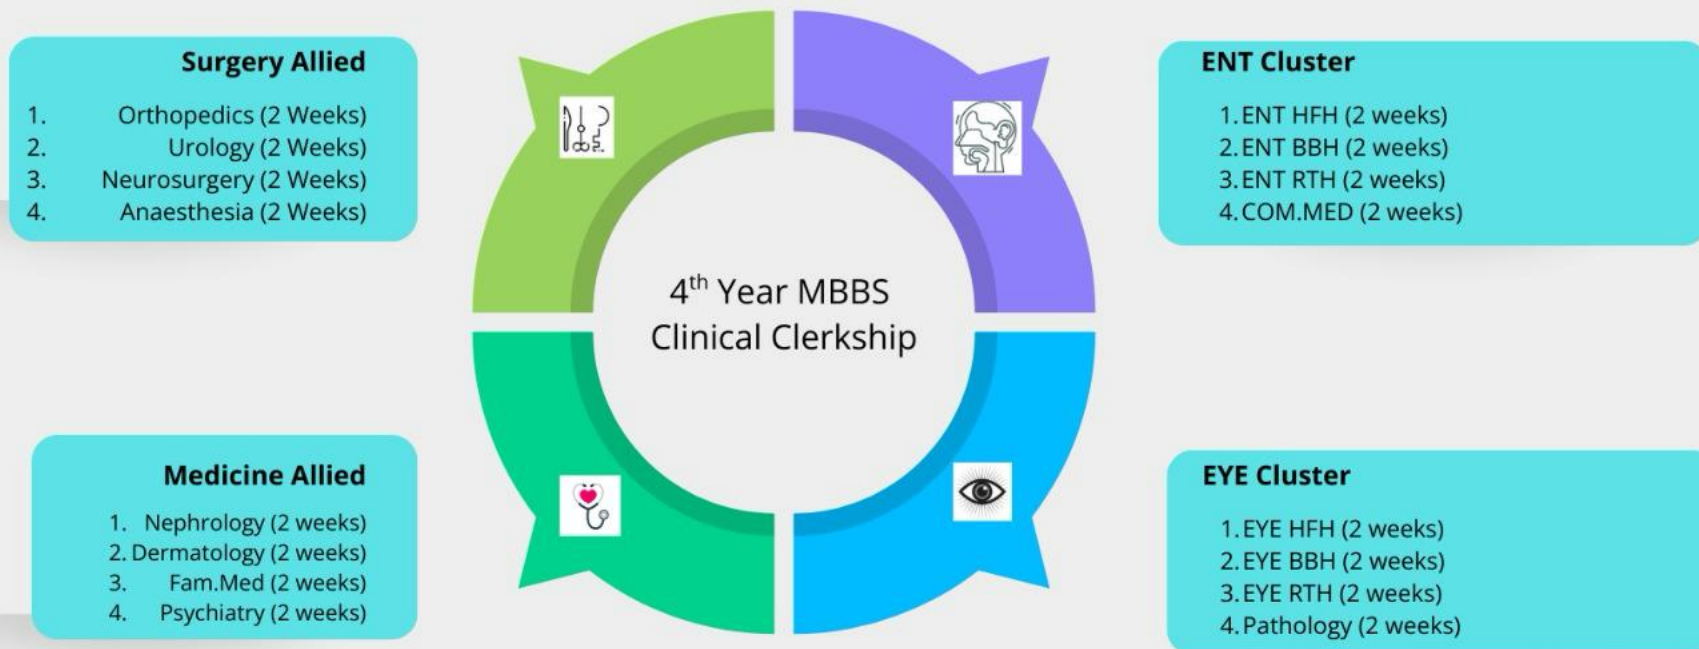 Surgery Allied
1. Orthopedics (2 Weeks)
2. Urology (2 Weeks)
3. Neurosurgery (2 Weeks)
4. Anaesthesia (2 Weeks)
ENT Cluster
1. ENT HFH (2 weeks)
2. ENT BBH (2 weeks)
3. ENT RTH (2 weeks)
4. COM.MED (2 weeks)
4th Year MBBS
Clinical Clerkship
Medicine Allied
1. Nephrology (2 weeks)
2. Dermatology (2 weeks)
3. Fam.Med (2 weeks)
4. Psychiatry (2 weeks)
EYE Cluster
1. EYE HFH (2 weeks)
2. EYE BBH (2 weeks)
3. EYE RTH (2 weeks)
4. Pathology (2 weeks)